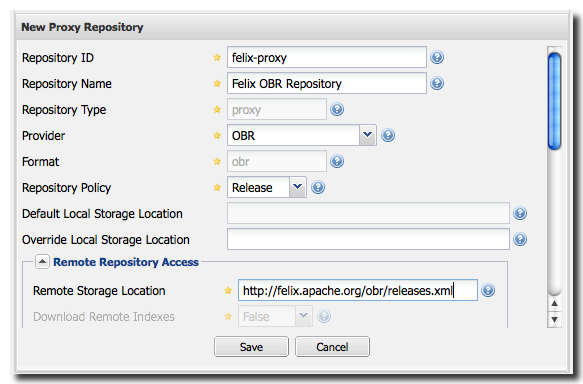 New Proxy Repository
Repository ID felix-proxy
Repository Name Felix OBR Repository
Repository Type proxy
Provider OBR
Format obr
Repository Policy Release
Default Local Storage Location
Override Local Storage Location
Remote Repository Access
Remote Storage Location http://felix.apache.org/obr/releases.xml
Download Remote Indexes False
Save Cancel